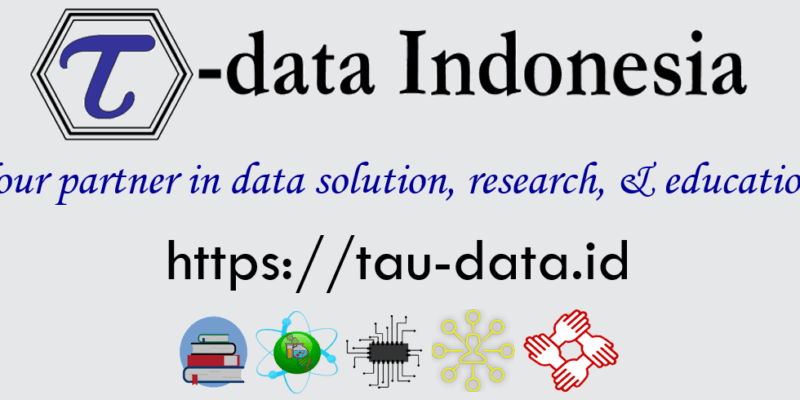 τ-data Indonesia
our partner in data solution, research, & educatio
https://tau-data.id